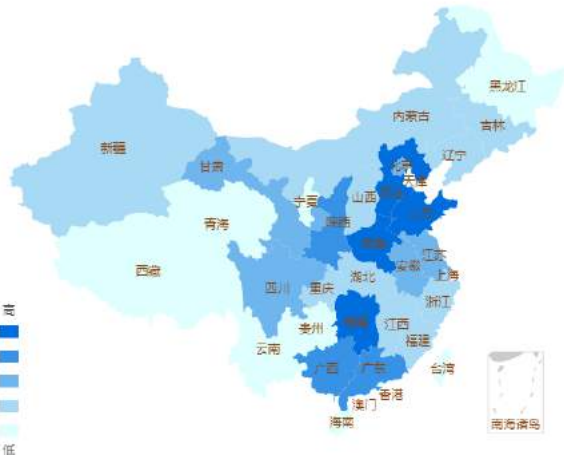 黑龙江
内蒙古
吉林
新疆
辽宁
北京
甘肃
天津
宁夏
山西
青海
陕西
江苏
安徽
西藏
上海
湖北
四川
重庆
浙江
高
江西
贵州
福建
云南
广西
广东
台湾
香港
澳门
海南
南海诸岛
低